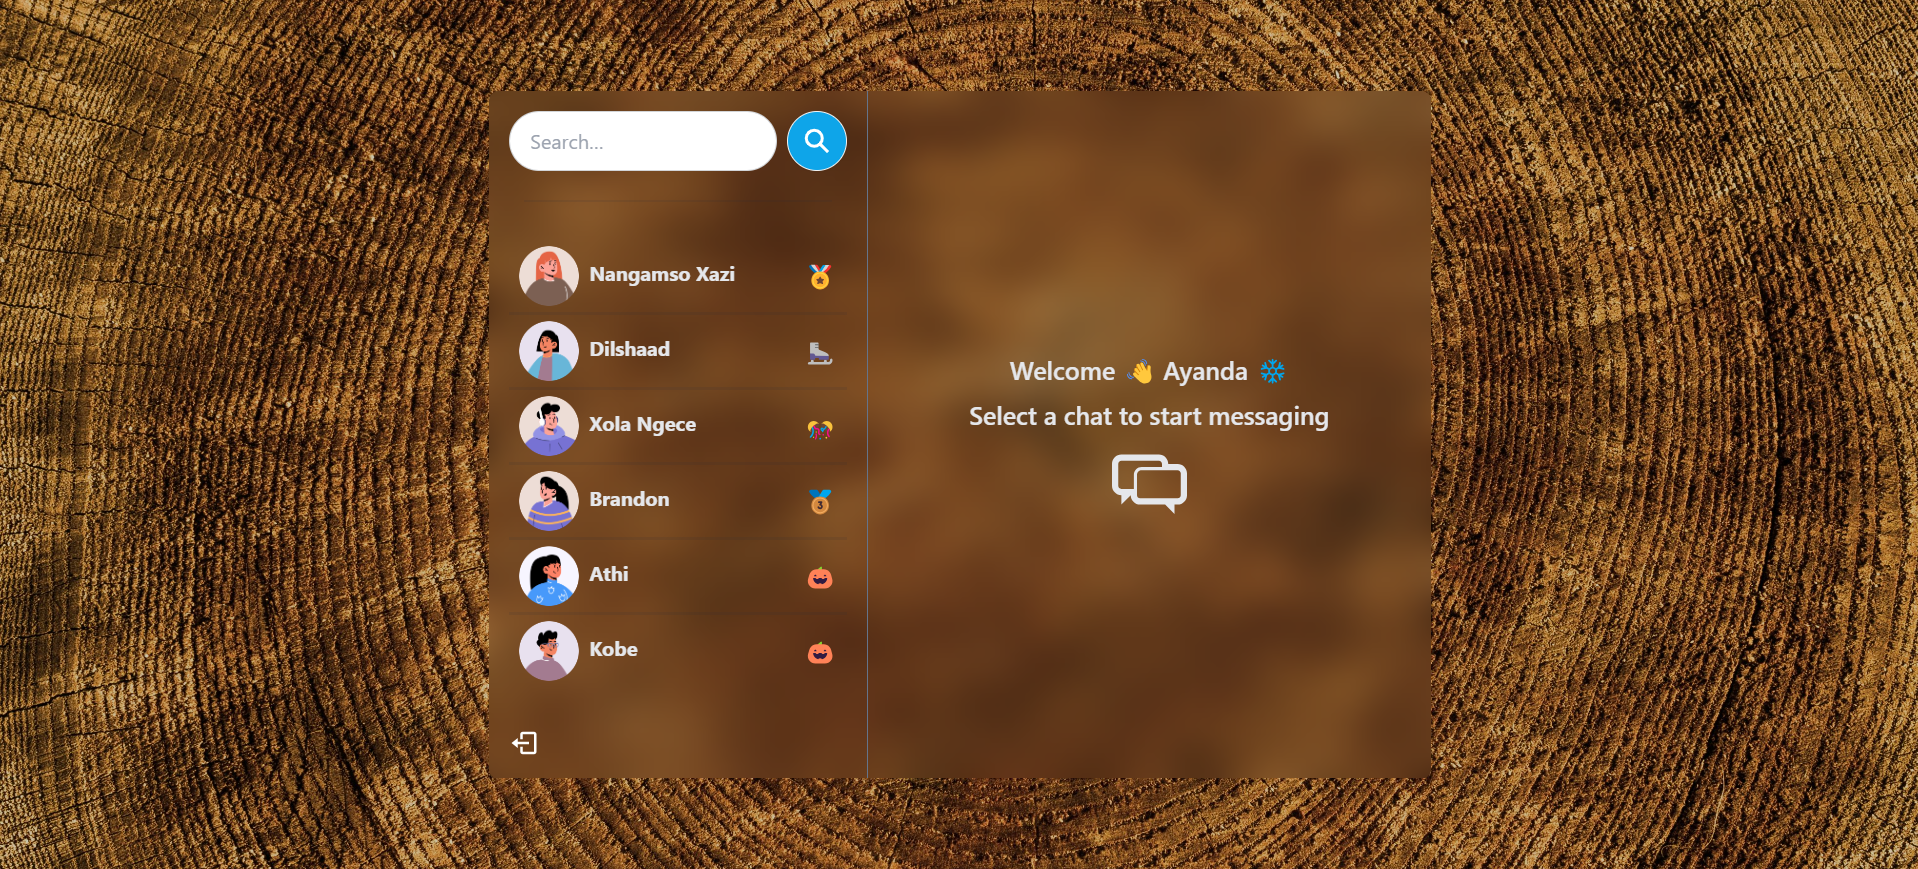 Search...
Nangamso Xazi
Dilshaad
Xola Ngece
Brandon
Athi
Kobe
Welcome 👋 Ayanda ❄
Select a chat to start messaging